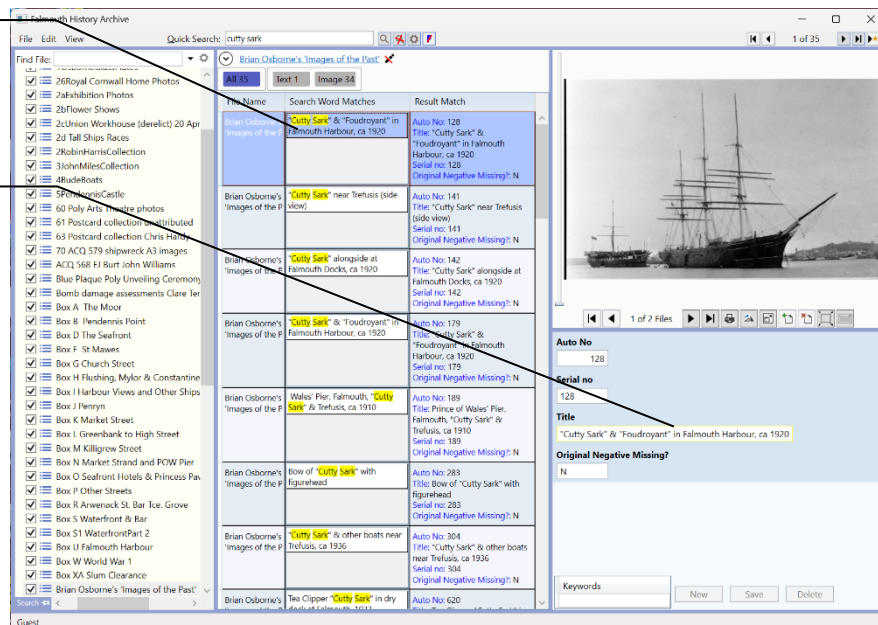 Falmouth History Archive
File Edit View Quick Search: cutty sark
F
1 of 35
Find File:
26Royal Cornwall Home Photos
2aExhibition Photos
2bFlower Shows
2cUnion Workhouse (derelict) 20 Apr
2d Tall Ships Races
2RobinHarrisCollection
3JohnMilesCollection
4BudeBoats
5PendennisCastle
60 Poly Arts Theatre photos
61 Postcard collection unattributed
63 Postcard collection Chris Hardy
70 ACQ 579 shipwreck A3 images
ACQ 568 EJ Burt John Williams
Blue Plaque Poly Unveiling Ceremony
Bomb damage assessments Clare Ter
Box A The Moor
Box B Pendennis Point
Box D The Seafront
Box F St Mawes
Box G Church Street
Box H Flushing, Mylor & Constantine
Box I Harbour Views and Other Ships
Box J Penryn
Box K Market Street
Box L Greenbank to High Street
Box M Killigrew Street
Box N Market Strand and POW Pier
Box O Seafront Hotels & Princess Pav
Box P Other Streets
Box R Arwenack St. Bar Tce. Grove
Box S Waterfront & Bar
Box S1 WaterfrontPart 2
Box U Falmouth Harbour
Box W World War 1
Box XA Slum Clearance
Brian Osborne's 'Images of the Past'
Search
Guest
Brian Osborne's 'Images of the Past'
All 35 Text 1 Image 34
File Name Search Word Matches Result Match
Brian Osborne's
'Images of the P
"Cutty Sark" & "Foudroyant" in
Falmouth Harbour, ca 1920
Auto No: 128
Title: "Cutty Sark" &
"Foudroyant" in Falmouth
Harbour, ca 1920
Serial no: 128
Original Negative Missing?: N
Brian Osborne's
'Images of the P
"Cutty Sark" near Trefusis (side
view)
Auto No: 141
Title: "Cutty Sark" near Trefusis
(side view)
Serial no: 141
Original Negative Missing?: N
Brian Osborne's
'Images of the P
"Cutty Sark" alongside at
Falmouth Docks, ca 1920
Auto No: 142
Title: "Cutty Sark" alongside at
Falmouth Docks, ca 1920
Serial no: 142
Original Negative Missing?: N
Brian Osborne's
'Images of the P
"Cutty Sark" & "Foudroyant" in
Falmouth Harbour, ca 1920
Auto No: 179
Title: "Cutty Sark" &
"Foudroyant" in Falmouth
Harbour, ca 1920
Serial no: 179
Original Negative Missing?: N
Brian Osborne's
'Images of the P
Wales' Pier, Falmouth, "Cutty
Sark" & Trefusis, ca 1910
Auto No: 189
Title: Prince of Wales' Pier,
Falmouth, "Cutty Sark" &
Trefusis, ca 1910
Serial no: 189
Original Negative Missing?: N
Brian Osborne's
'Images of the P
Bow of "Cutty Sark" with
figurehead
Auto No: 283
Title: Bow of "Cutty Sark" with
figurehead
Serial no: 283
Original Negative Missing?: N
Brian Osborne's
'Images of the P
"Cutty Sark" & other boats near
Trefusis, ca 1936
Auto No: 304
Title: "Cutty Sark" & other boats
near Trefusis, ca 1936
Serial no: 304
Original Negative Missing?: N
Brian Osborne's
Tea Clipper "Cutty Sark" in dry
Auto No: 620
1 of 2 Files
Auto No
128
Serial no
128
Title
"Cutty Sark" & "Foudroyant" in Falmouth Harbour, ca 1920
Original Negative Missing?
N
Keywords
New Save Delete